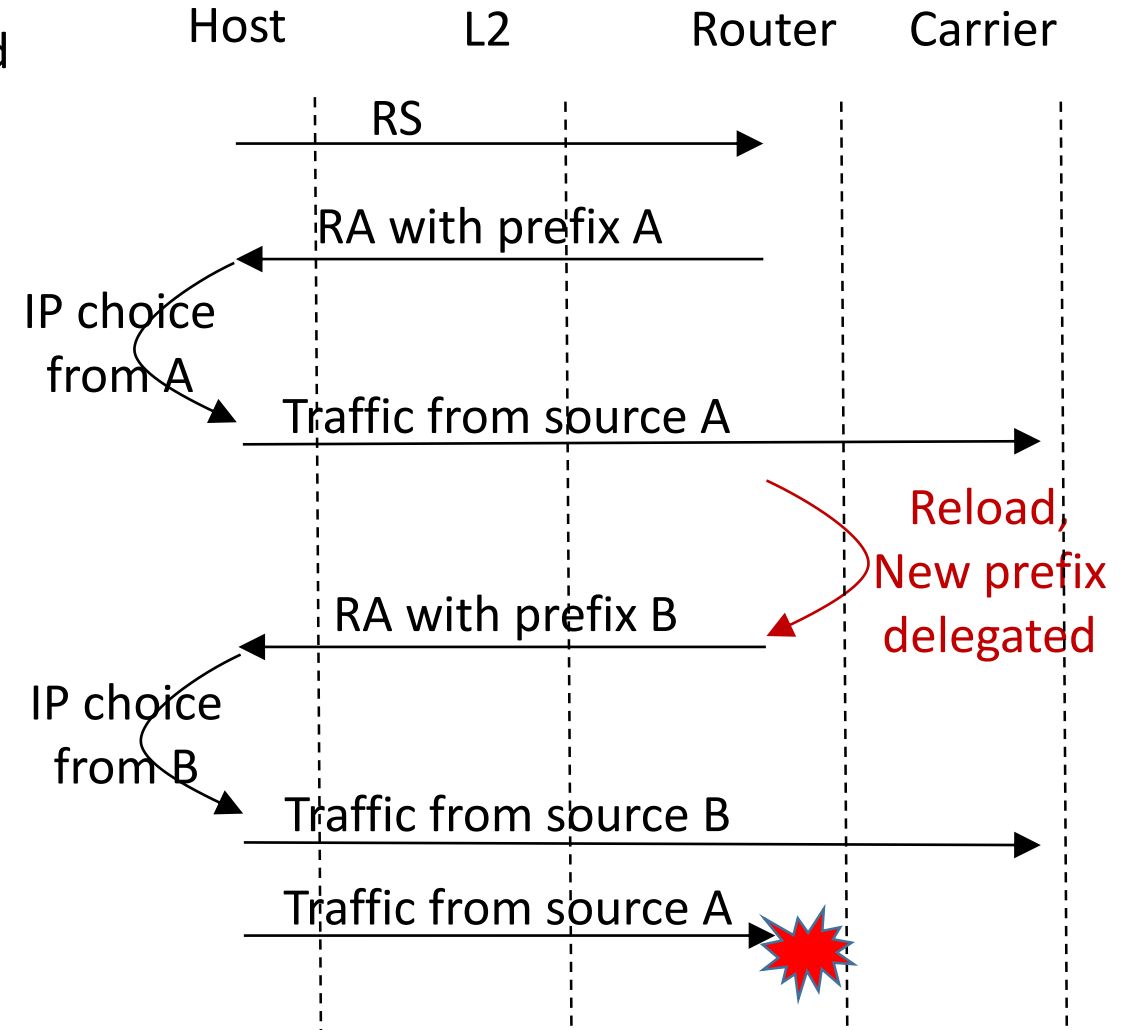 Host L2 Router Carrier
d
RS
RA with prefix A
IP choice
from A
Traffic from source A
Reload,
New prefix
delegated
RA with prefix B
IP choice
from B
Traffic from source B
Traffic from source A